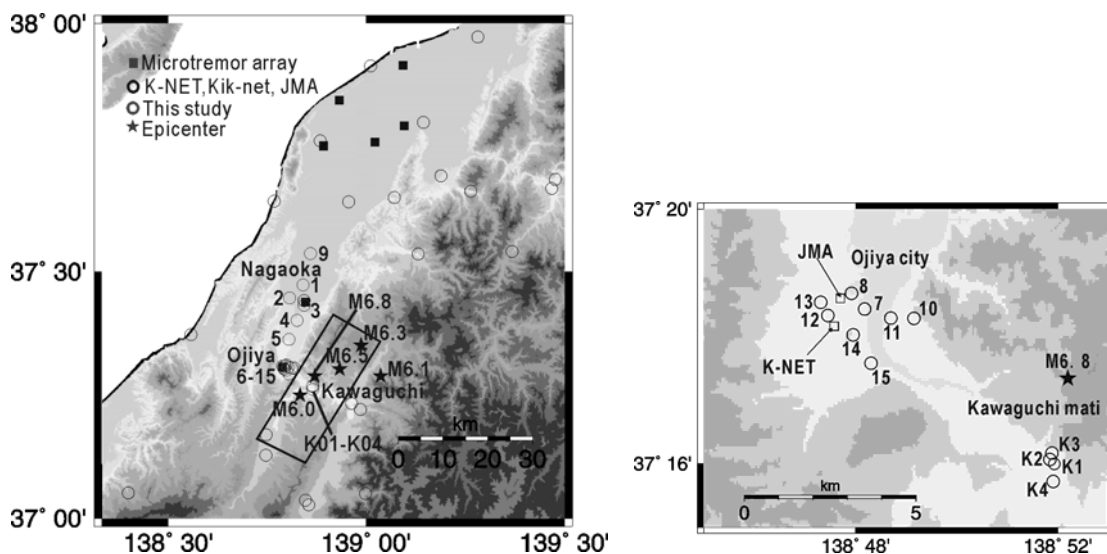 38° 00'
Microtremor array
K-NET,Kik-net, JMA
This study
Epicenter
37° 30'
9
Nagaoka
1
2
3
4
5
M6.8
M6.3
M6.5
M6.1
Ojiya
6-15
Kawaguchi
M6.0
K01-K04
km
0 10 20 30
37° 00'
138° 30' 139° 00' 139° 30'
37° 20'
JMA
Ojiya city
8
13
7
10
12
11
14
K-NET
15
M6. 8
Kawaguchi mati
K3
K2
K1
K4
37° 16'
km
0 5
138° 48' 138° 52'